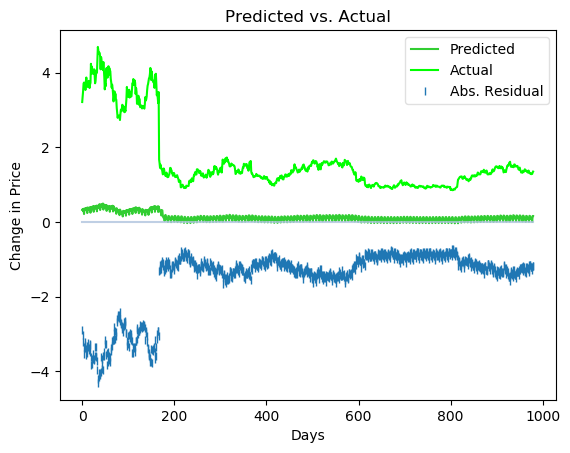 Predicted vs. Actual
Predicted
Actual
Abs. Residual
Change in Price
4
2
0
−2
−4
0
200
400
600
800
1000
Days